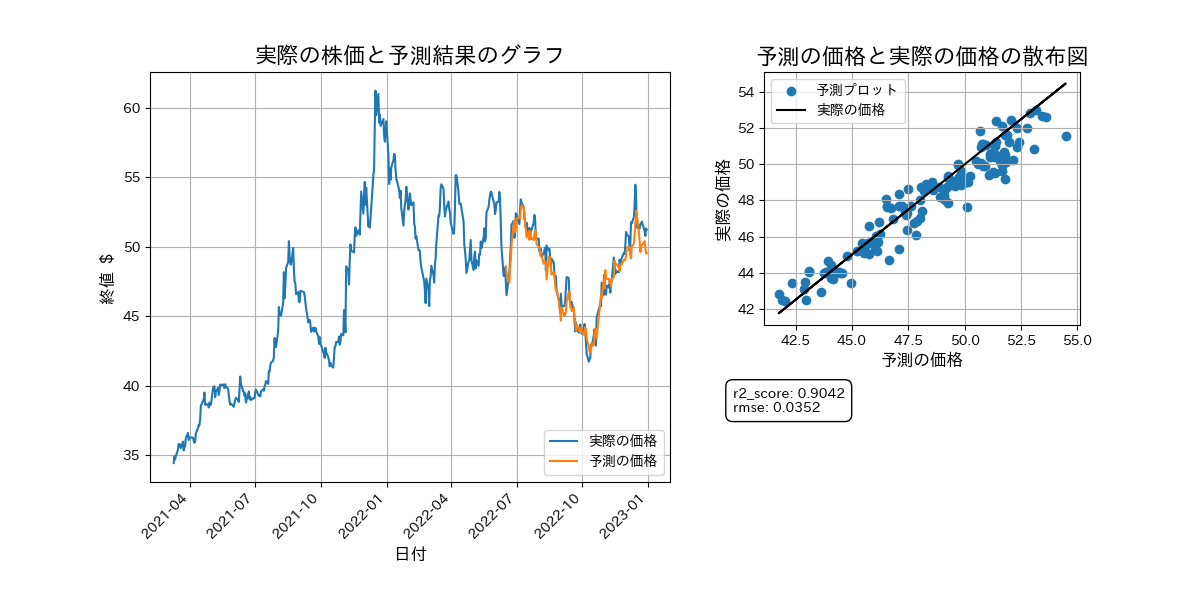 実際の株価と予測結果のグラフ
終値 $
60
55
50
45
40
35
実際の価格
予測の価格
2021-04
2021-07
2021-10
2022-01
2022-04
2022-07
2022-10
2023-01
日付
予測の価格と実際の価格の散布図
予測プロット
実際の価格
実際の価格
54
52
50
48
46
44
42
42.5
45.0
47.5
50.0
52.5
55.0
予測の価格
r2_score: 0.9042
rmse: 0.0352